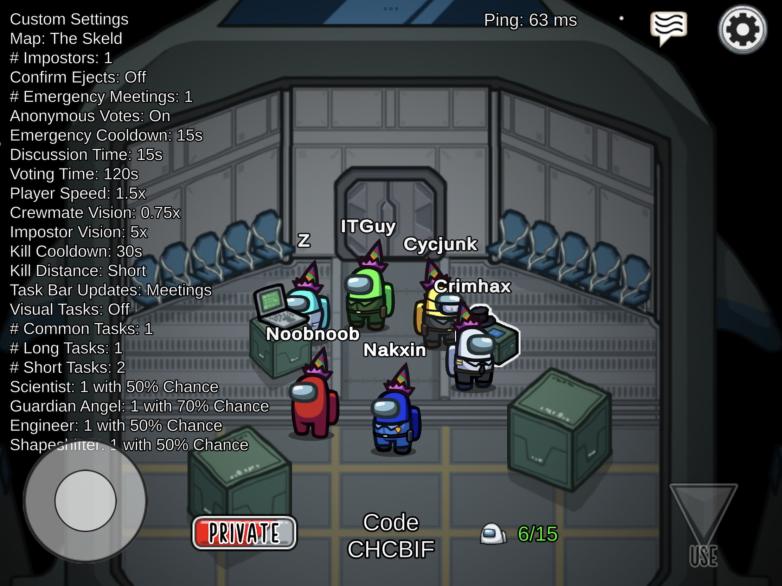 Custom Settings
Map: The Skeld
# Impostors: 1
Confirm Ejects: Off
# Emergency Meetings: 1
Anonymous Votes: On
Emergency Cooldown: 15s
Discussion Time: 15s
Voting Time: 120s
Player Speed: 1.5x
Crewmate Vision: 0.75x
Impostor Vision: 5x
Kill Cooldown: 30s
Kill Distance: Short
Task Bar Updates: Meetings
Visual Tasks: Off
# Common Tasks: 1
# Long Tasks: 1
# Short Tasks: 2
Scientist: 1 with 50% Chance
Guardian Angel: 1 with 70% Chance
Engineer: 1 with 50% Chance
Shapeshifter: 1 with 50% Chance
Ping: 63 ms
Z
ITGuy
Cycjunk
Crimhax
Noobnoob
Nakxin
PRIVATE
Code
CHCBIF
6/15
USE